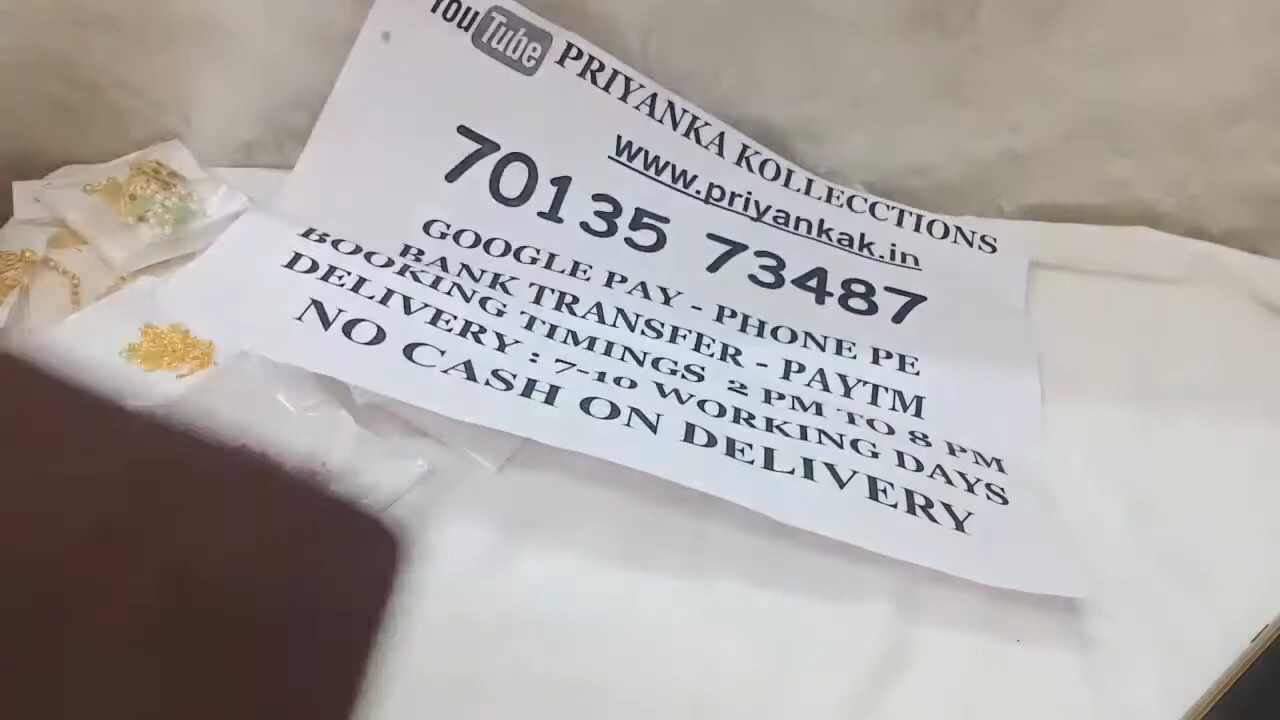 YouTube PRIYANKA KOLLECCTIONS
www.priyankak.in
70135 73487
GOOGLE PAY - PHONE PE
BANK TRANSFER - PAYTM
BOOKING TIMINGS 2 PM TO 8 PM
DELIVERY : 7-10 WORKING DAYS
NO CASH ON DELIVERY